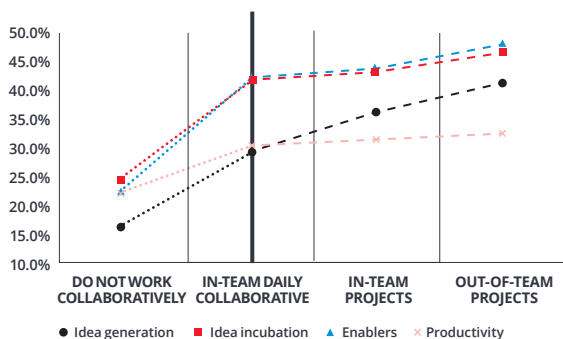 50.0%
45.0%
40.0%
35.0%
30.0%
25.0%
20.0%
15.0%
10.0%
DO NOT WORK
COLLABORATIVELY
IN-TEAM DAILY
COLLABORATIVE
IN-TEAM
PROJECTS
OUT-OF-TEAM
PROJECTS
Idea generation Idea incubation Enablers Productivity